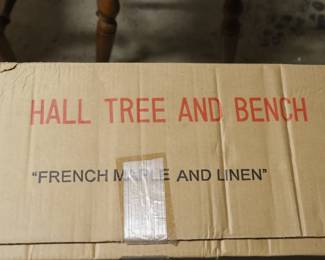 HALL TREE AND BENCH
"FRENCH MAPLE AND LINEN"